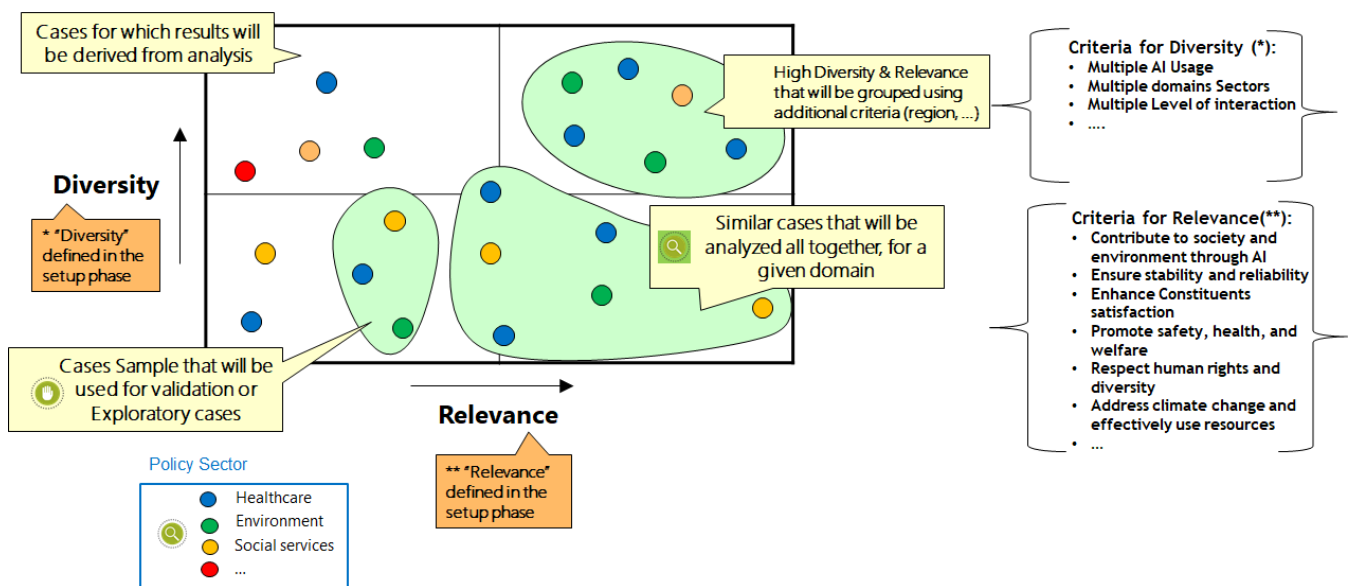 Cases for which results will
be derived from analysis
High Diversity & Relevance
that will be grouped using
additional criteria (region, ...)
Criteria for Diversity (*):
• Multiple AI Usage
• Multiple domains Sectors
• Multiple Level of interaction
• ....
Diversity
* "Diversity"
defined in the
setup phase
Similar cases that will be
analyzed all together, for a
given domain
Criteria for Relevance(**):
• Contribute to society and
environment through AI
• Ensure stability and reliability
• Enhance Constituents
satisfaction
• Promote safety, health, and
welfare
• Respect human rights and
diversity
• Address climate change and
effectively use resources
• ...
Cases Sample that will be
used for validation or
Exploratory cases
Relevance
** "Relevance"
defined in the
setup phase
Policy Sector
Healthcare
Environment
Social services
...